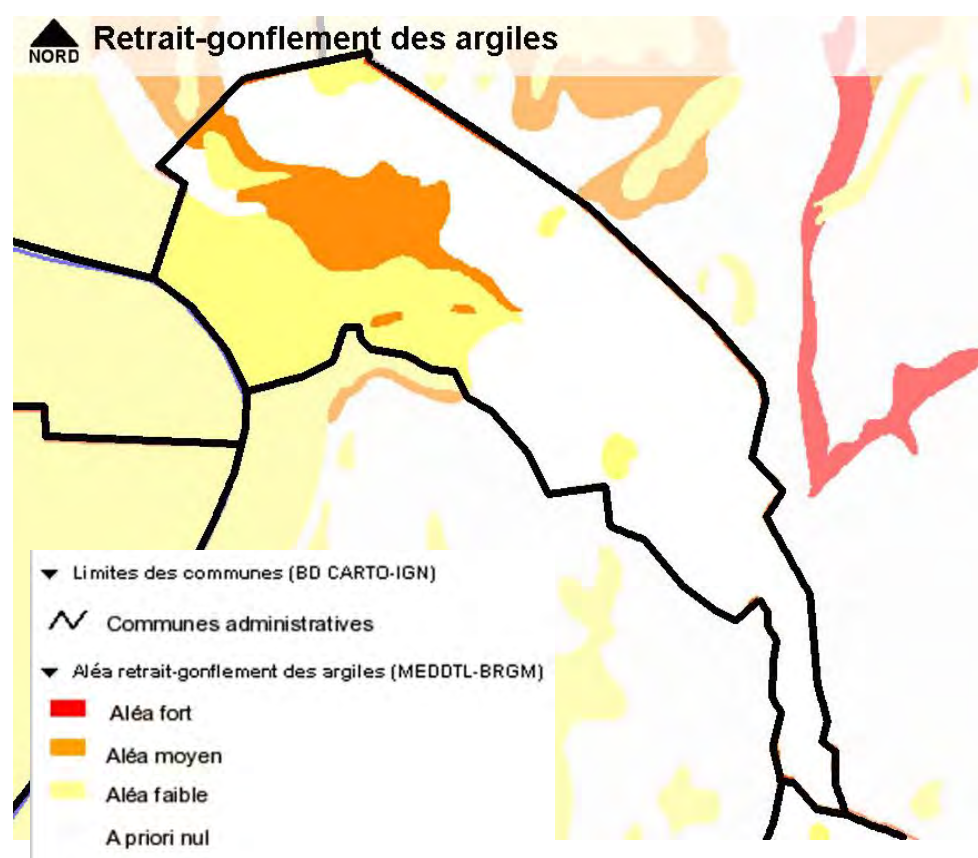 NORD
Retrait-gonflement des argiles
Limites des communes (BD CARTO-IGN)
Communes administratives
Aléa retrait-gonflement des argiles (MEDDTL-BRGM)
Aléa fort
Aléa moyen
Aléa faible
A priori nul